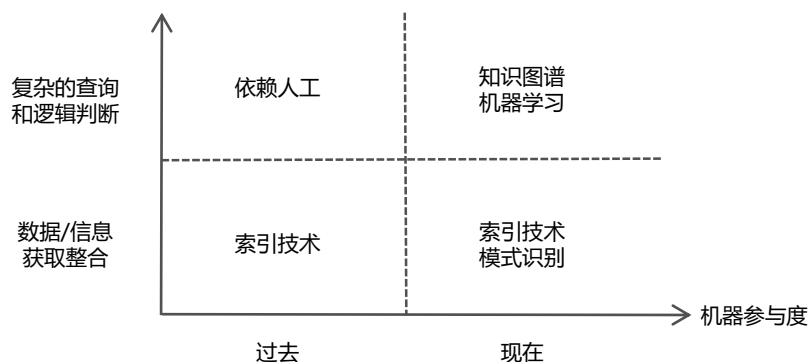 复杂的查询
和逻辑判断
依赖人工
知识图谱
机器学习
数据/信息
获取整合
索引技术
索引技术
模式识别
机器参与度
过去
现在